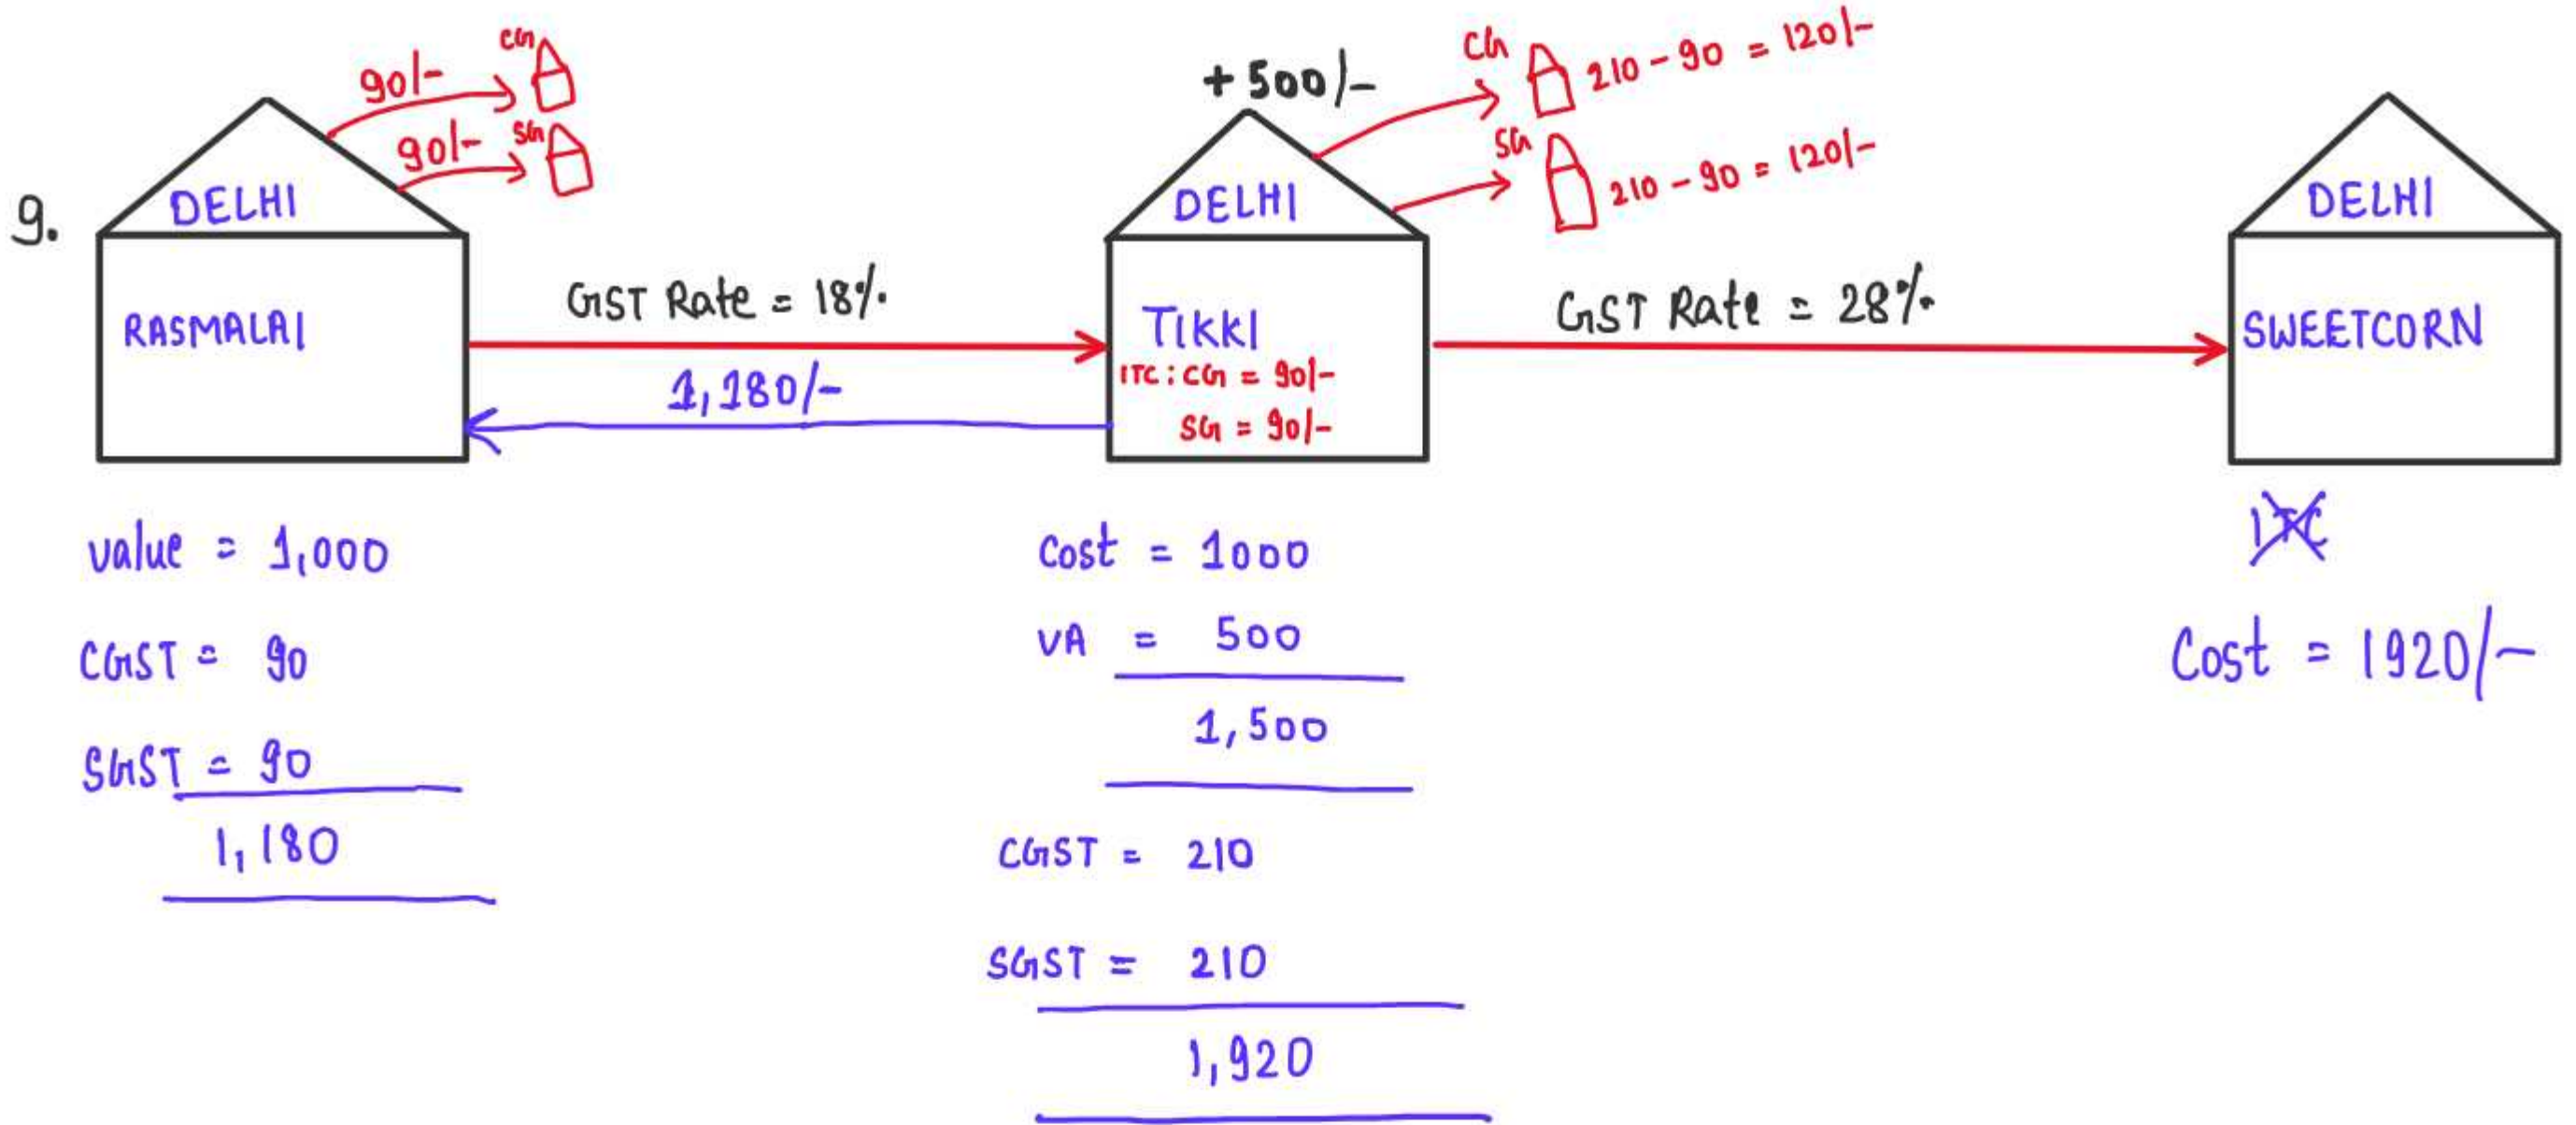 9.
DELHI
RASMALAI
90/-
CG
90/-
SG
GST Rate = 18%
1,180/-
value = 1,000
CGST = 90
SGST = 90
1,180
+500/-
DELHI
TIKKI
ITC : CG = 90/-
SG = 90/-
CG
210 - 90 = 120/-
SG
210 - 90 = 120/-
GST Rate = 28%
Cost = 1000
VA = 500
1,500
CGST = 210
SGST = 210
1,920
DELHI
SWEETCORN
ITC
Cost = 1920/-